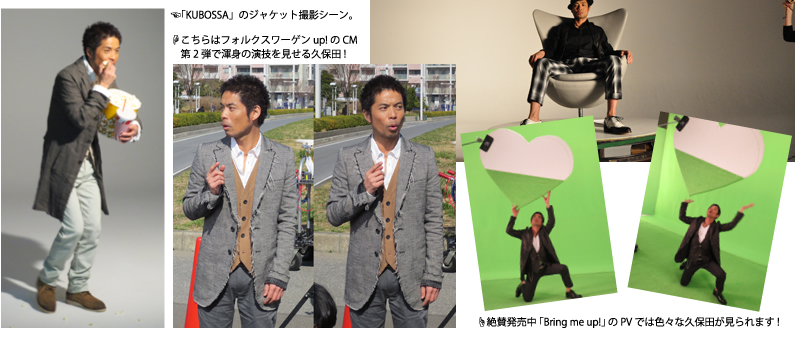 ☜「KUBOSSA」のジャケット撮影シーン。
☟こちらはフォルクスワーゲン up! の CM
第 2 弾で渾身の演技を見せる久保田！
☝絶賛発売中「Bring me up!」の PV では色々な久保田が見られます！